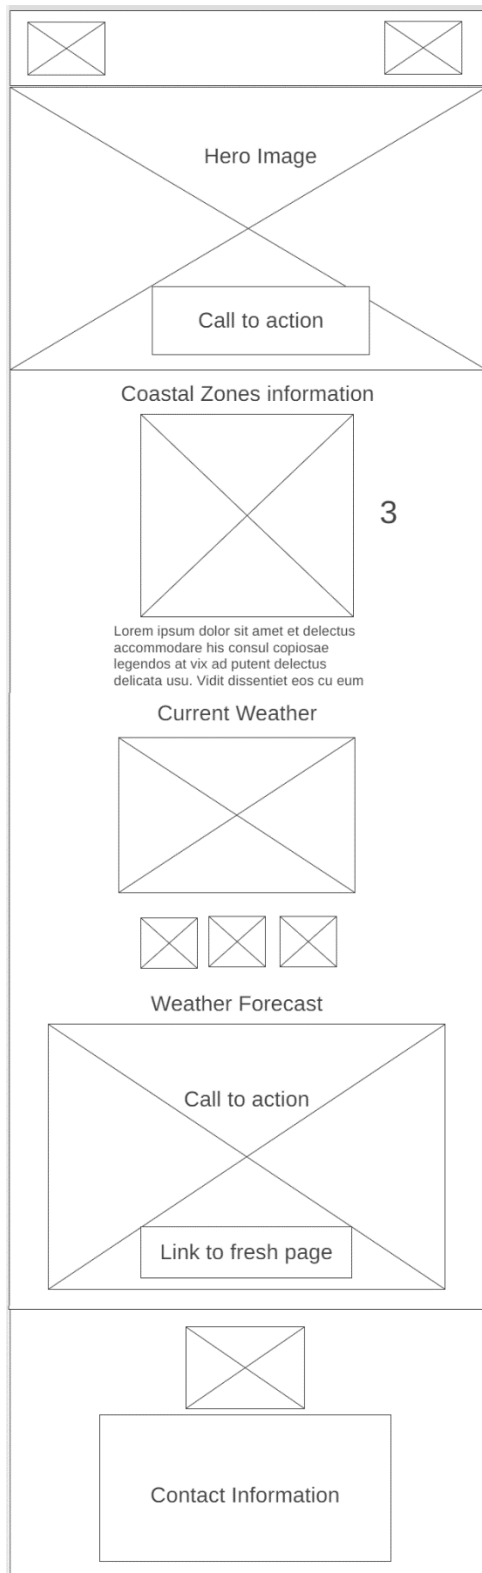 Hero Image
Call to action
Coastal Zones information
3
Lorem ipsum dolor sit amet et delectus
accommodare his consul copiosae
legendos at vix ad putent delectus
delicata usu. Vidit dissentiet eos cu eum
Current Weather
Weather Forecast
Call to action
Link to fresh page
Contact Information